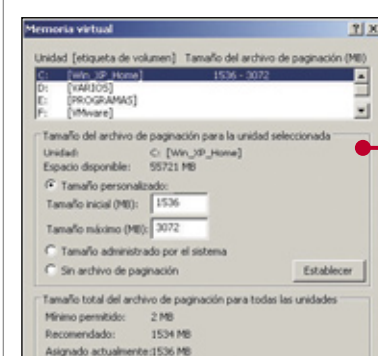 Memoria virtual
Unidad [etiqueta de volumen] Tamaño del archivo de paginación (MB)
C: [Win_XP_Home] 1536 - 3072
D: [VARIOS]
E: [PROGRAMAS]
F: [VMware]
Tamaño del archivo de paginación para la unidad seleccionada
Unidad: C: [Win_XP_Home]
Espacio disponible: 55721 MB
Tamaño personalizado:
Tamaño inicial (MB): 1536
Tamaño máximo (MB): 3072
Tamaño administrado por el sistema
Sin archivo de paginación
Establecer
Tamaño total del archivo de paginación para todas las unidades
Mínimo permitido: 2 MB
Recomendado: 1534 MB
Asignado actualmente: 1536 MB